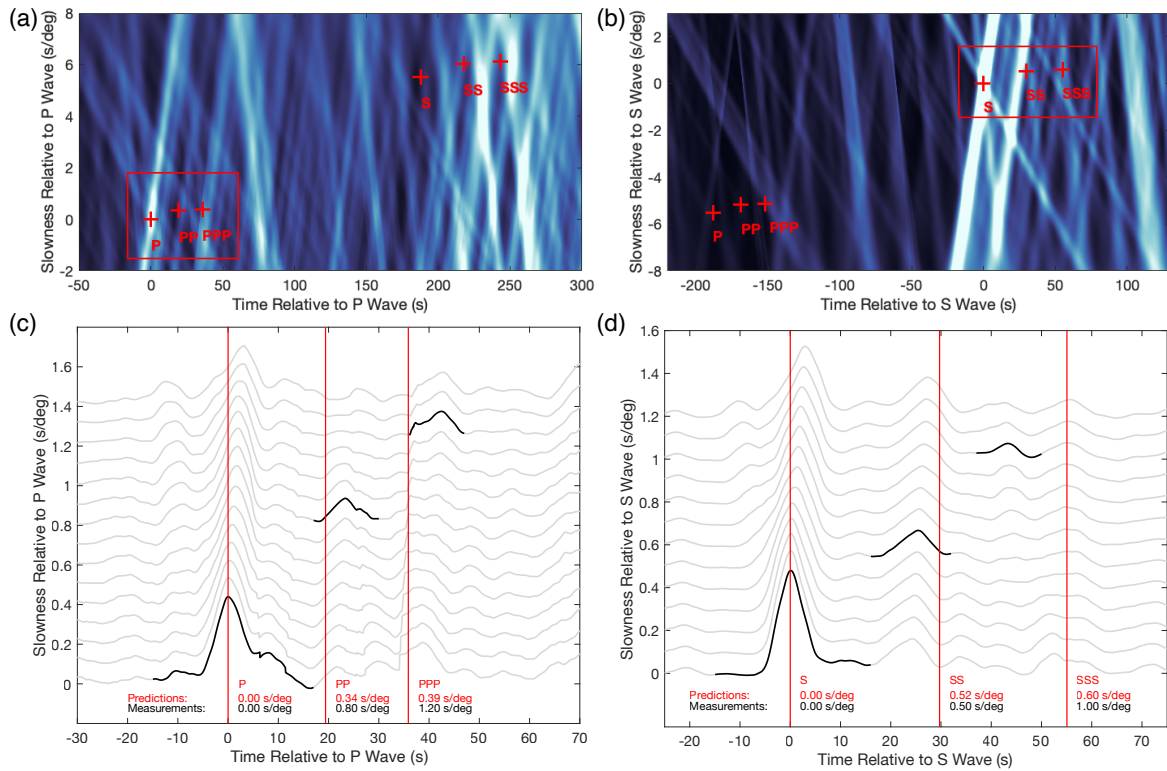 (a)
Slowness Relative to P Wave (s/deg)
8
6
4
2
0
-2
S
SS
SSS
P
PP
PPP
-50 0 50 100 150 200 250 300
Time Relative to P Wave (s)
(b)
Slowness Relative to S Wave (s/deg)
2
0
-2
-4
-6
-8
S
SS
SSS
P
PP
PPP
-200 -150 -100 -50 0 50 100
Time Relative to S Wave (s)
(c)
Slowness Relative to P Wave (s/deg)
1.6
1.4
1.2
1
0.8
0.6
0.4
0.2
0
P PP PPP
Predictions: 0.00 s/deg 0.34 s/deg 0.39 s/deg
Measurements: 0.00 s/deg 0.80 s/deg 1.20 s/deg
-30 -20 -10 0 10 20 30 40 50 60 70
Time Relative to P Wave (s)
(d)
Slowness Relative to S Wave (s/deg)
1.6
1.4
1.2
1
0.8
0.6
0.4
0.2
0
S SS SSS
Predictions: 0.00 s/deg 0.52 s/deg 0.60 s/deg
Measurements: 0.00 s/deg 0.50 s/deg 1.00 s/deg
-20 -10 0 10 20 30 40 50 60 70
Time Relative to S Wave (s)